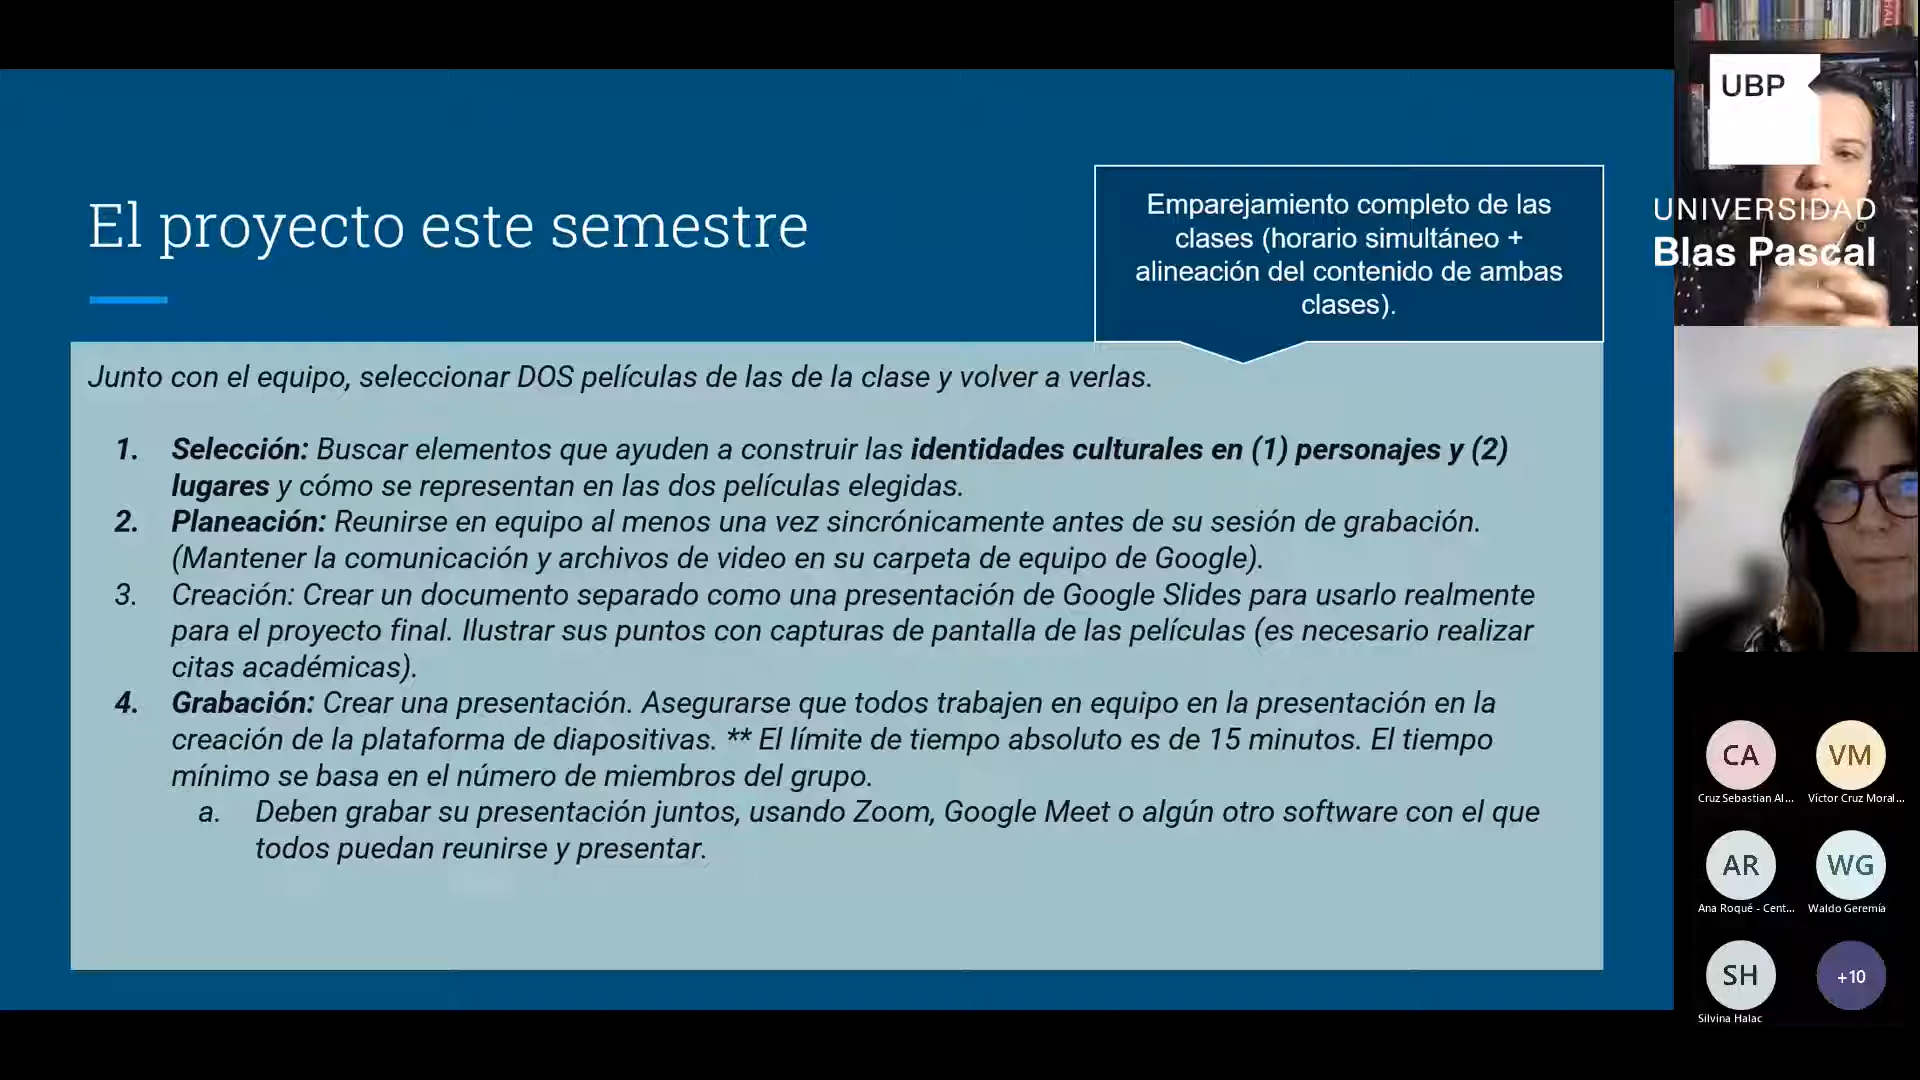 El proyecto este semestre
Emparejamiento completo de las
clases (horario simultáneo +
alineación del contenido de ambas
clases).
Junto con el equipo, seleccionar DOS películas de las de la clase y volver a verlas.
1. Selección: Buscar elementos que ayuden a construir las identidades culturales en (1) personajes y (2)
lugares y cómo se representan en las dos películas elegidas.
2. Planeación: Reunirse en equipo al menos una vez sincrónicamente antes de su sesión de grabación.
(Mantener la comunicación y archivos de video en su carpeta de equipo de Google).
3. Creación: Crear un documento separado como una presentación de Google Slides para usarlo realmente
para el proyecto final. Ilustrar sus puntos con capturas de pantalla de las películas (es necesario realizar
citas académicas).
4. Grabación: Crear una presentación. Asegurarse que todos trabajen en equipo en la presentación en la
creación de la plataforma de diapositivas. ** El límite de tiempo absoluto es de 15 minutos. El tiempo
mínimo se basa en el número de miembros del grupo.
a. Deben grabar su presentación juntos, usando Zoom, Google Meet o algún otro software con el que
todos puedan reunirse y presentar.
UBP
UNIVERSIDAD
Blas Pascal
CA
VM
Cruz Sebastian Al...
Víctor Cruz Moral...
AR
WG
Ana Roqué - Cent...
Waldo Geremía
SH
+10
Silvina Halac